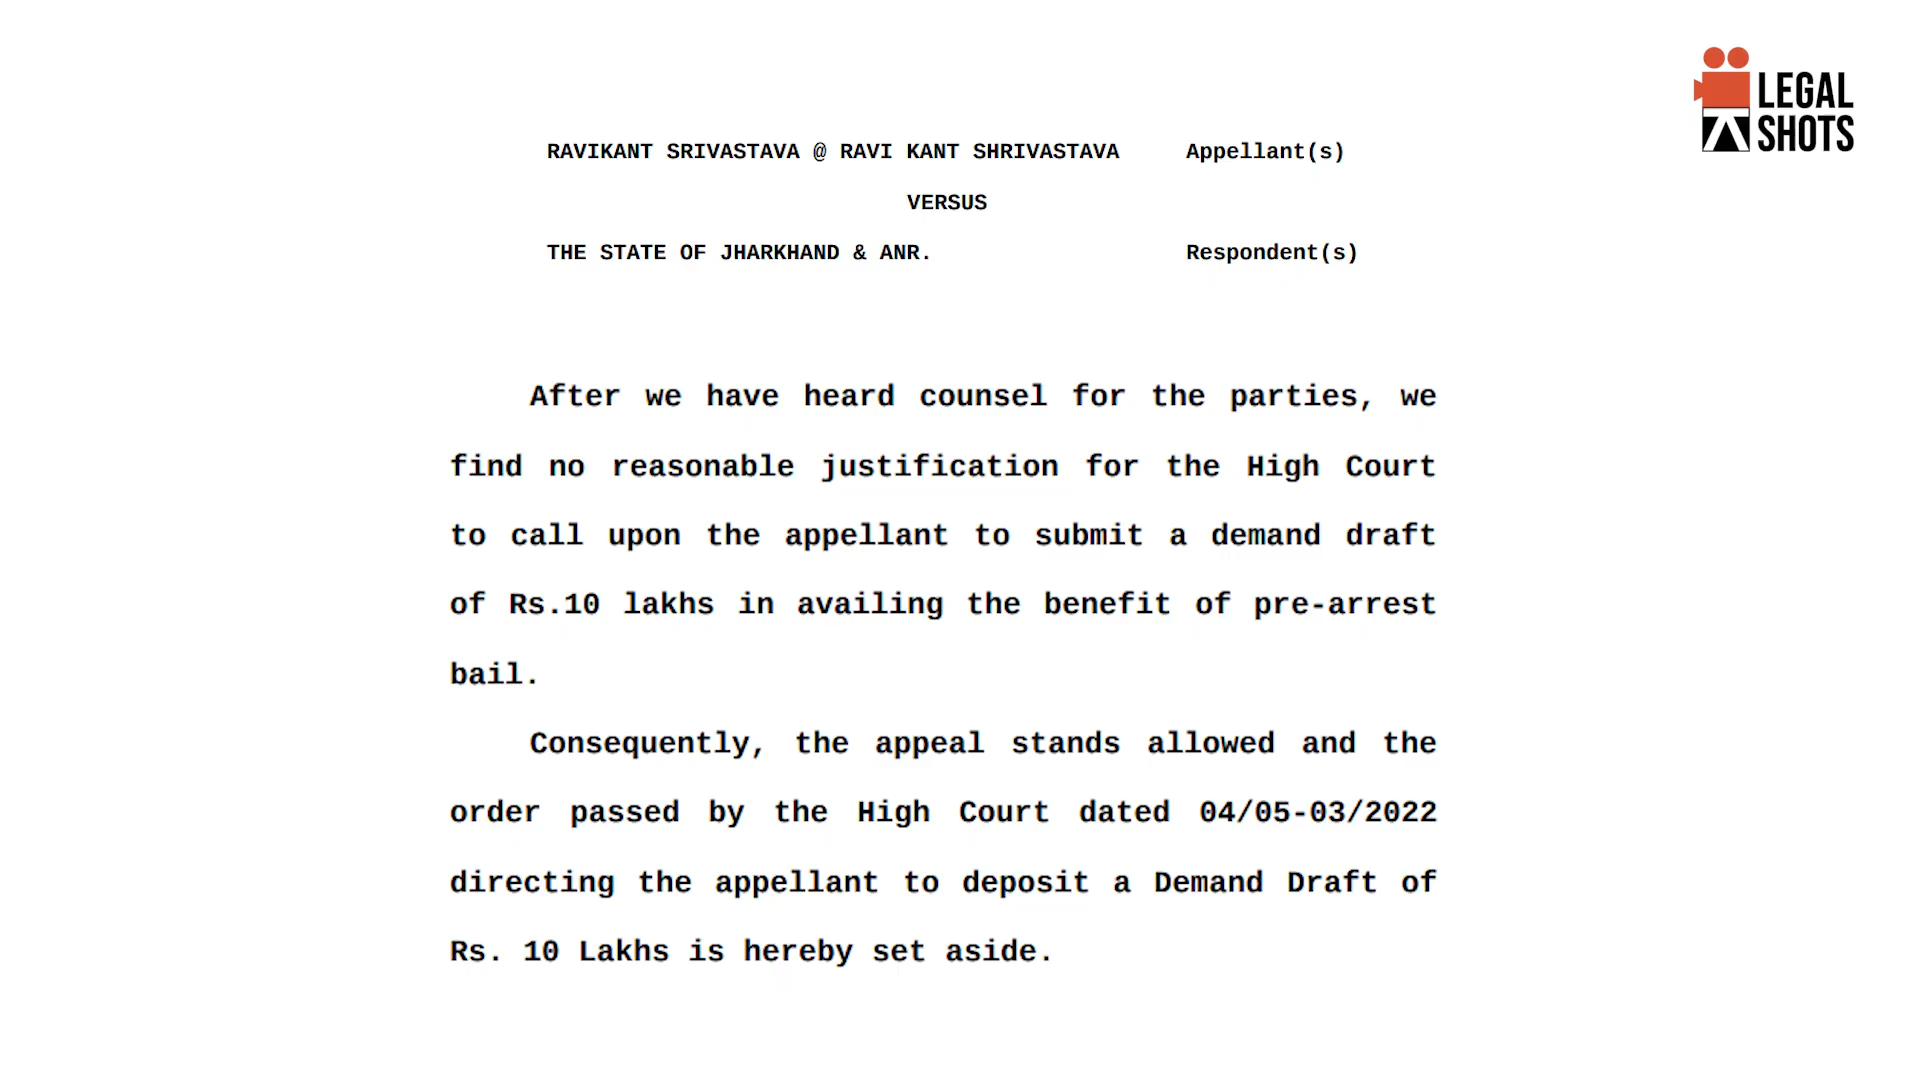 LEGAL
SHOTS
RAVIKANT SRIVASTAVA @ RAVI KANT SHRIVASTAVA Appellant(s)
VERSUS
THE STATE OF JHARKHAND & ANR. Respondent(s)
After we have heard counsel for the parties, we
find no reasonable justification for the High Court
to call upon the appellant to submit a demand draft
of Rs.10 lakhs in availing the benefit of pre-arrest
bail.
Consequently, the appeal stands allowed and the
order passed by the High Court dated 04/05-03/2022
directing the appellant to deposit a Demand Draft of
Rs. 10 Lakhs is hereby set aside.